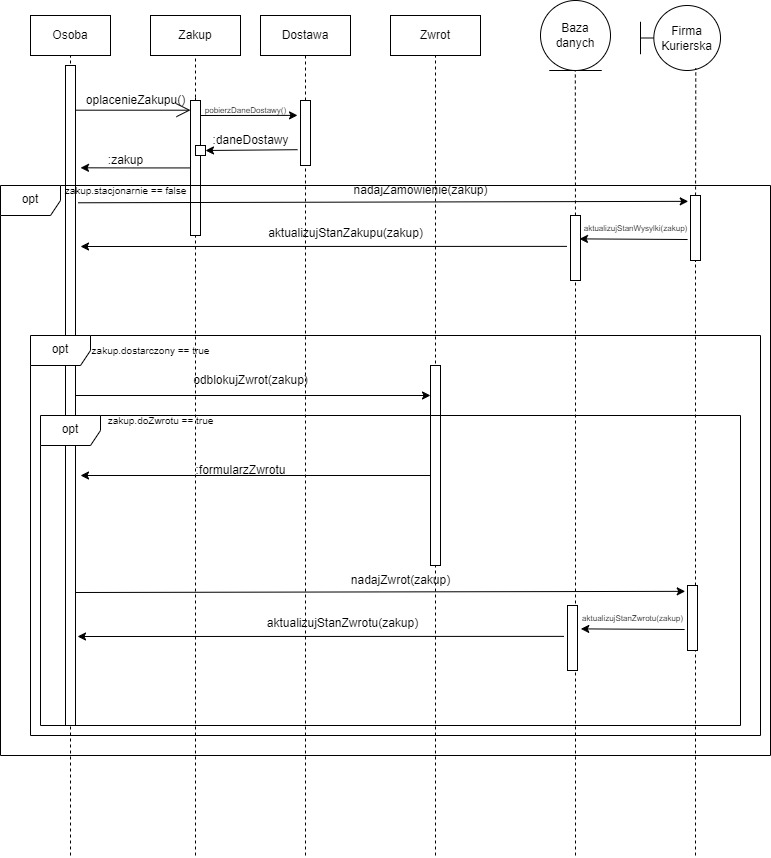 Osoba
Zakup
Dostawa
Zwrot
Baza
danych
Firma
Kurierska
oplacenieZakupu()
pobierzDaneDostawy()
:daneDostawy
:zakup
opt
zakup.stacjonarnie == false
nadajZamowienie(zakup)
aktualizujStanWysylki(zakup)
aktualizujStanZakupu(zakup)
opt
zakup.dostarczony == true
odblokujZwrot(zakup)
opt
zakup.doZwrotu == true
:formularzZwrotu
nadajZwrot(zakup)
aktualizujStanZwrotu(zakup)
aktualizujStanZwrotu(zakup)